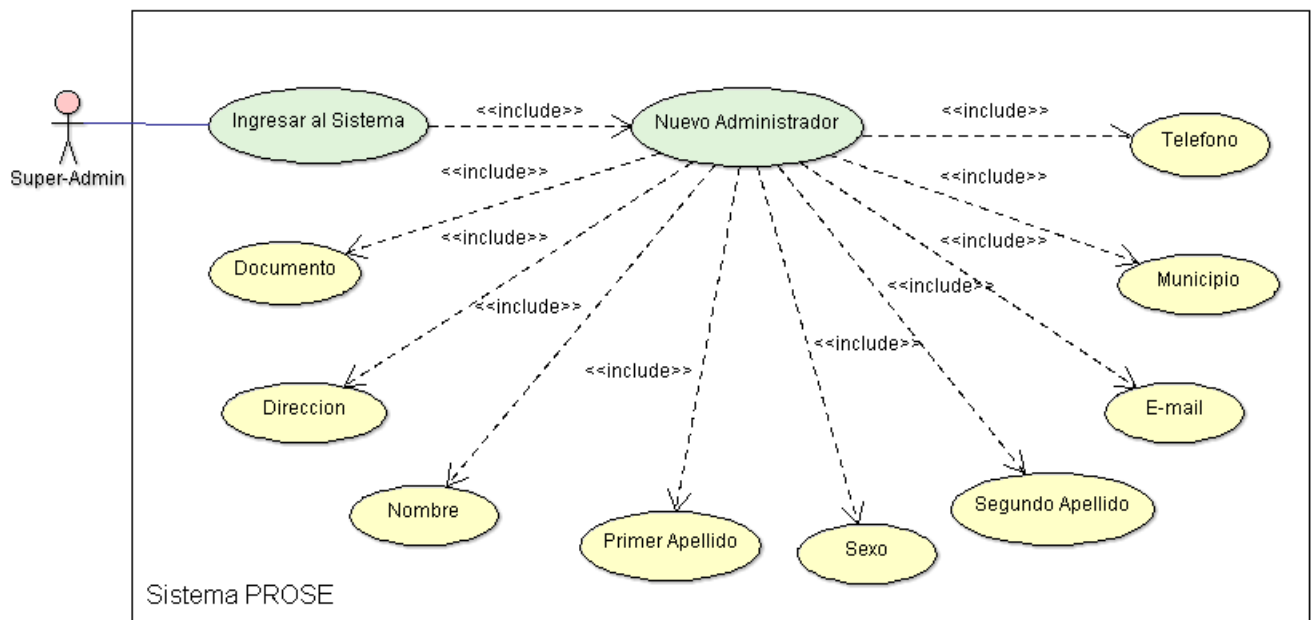 Ingresar al Sistema
<<include>>
Nuevo Administrador
<<include>>
Telefono
Super-Admin
<<include>>
<<include>>
<<include>>
<<include>>
Documento
<<include>>
<<include>>
Municipio
<<include>>
<<include>>
Direccion
E-mail
Nombre
Segundo Apellido
Primer Apellido
Sexo
Sistema PROSE